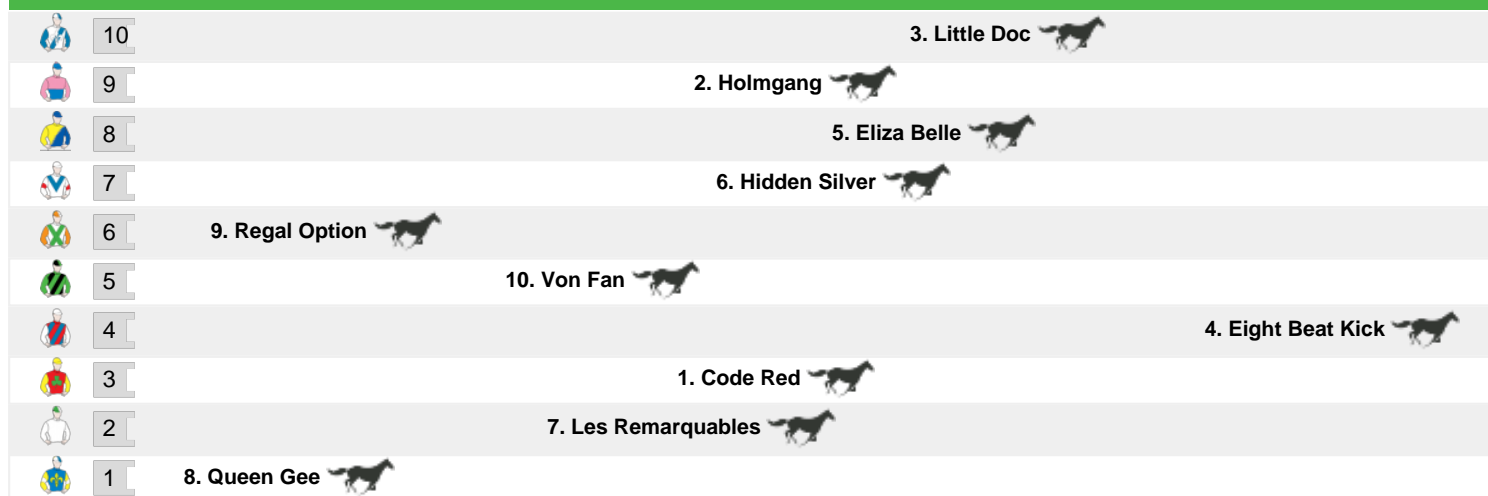 10 3. Little Doc
9 2. Holmgang
8 5. Eliza Belle
7 6. Hidden Silver
6 9. Regal Option
5 10. Von Fan
4 4. Eight Beat Kick
3 1. Code Red
2 7. Les Remarquables
1 8. Queen Gee